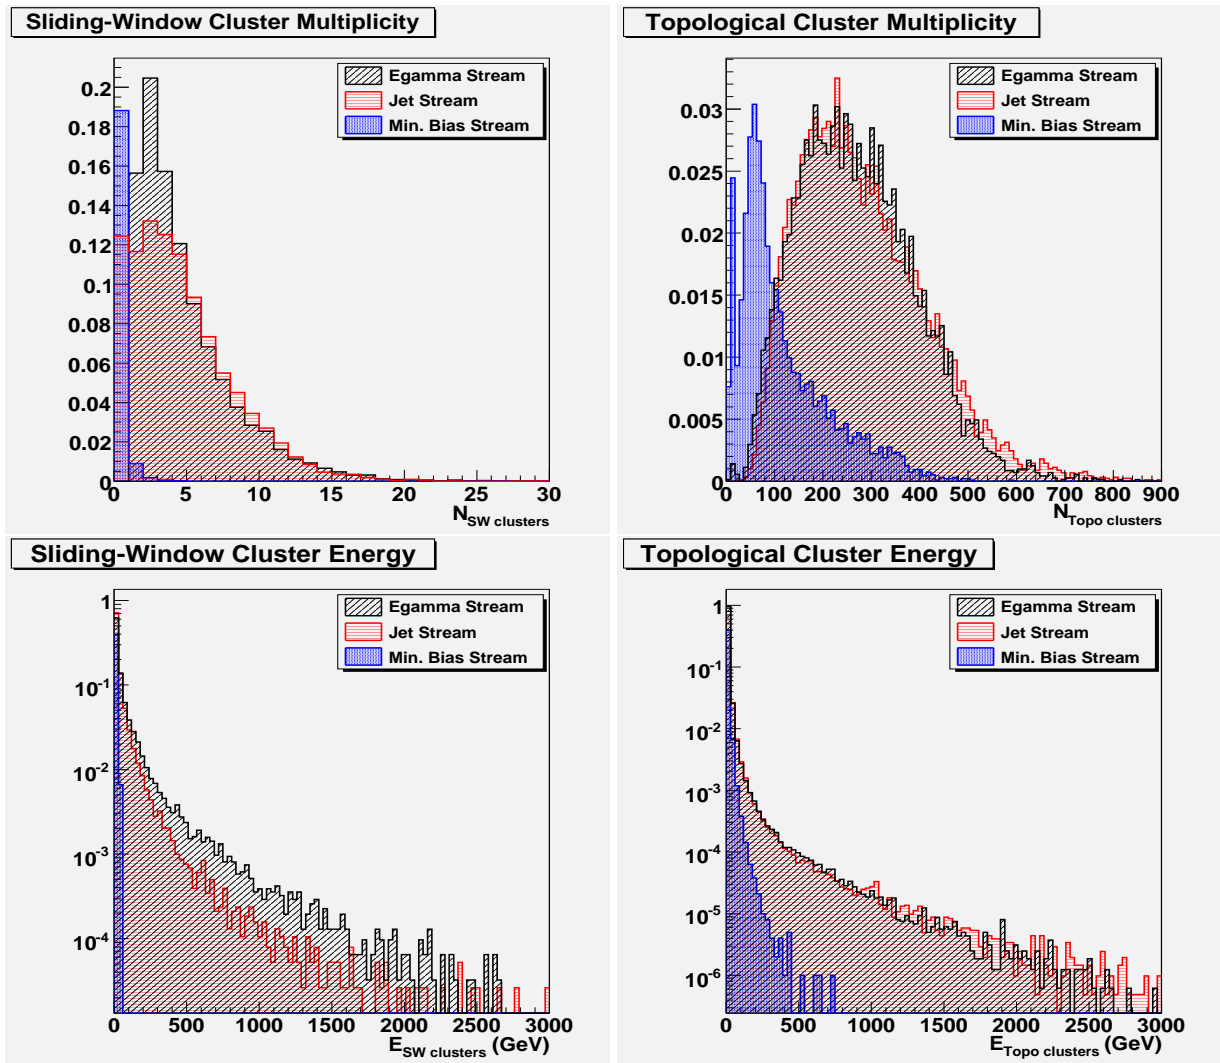 Sliding-Window Cluster Multiplicity
Egamma Stream
Jet Stream
Min. Bias Stream
0.2
0.18
0.16
0.14
0.12
0.1
0.08
0.06
0.04
0.02
0
0 5 10 15 20 25 30
N SW clusters
Topological Cluster Multiplicity
Egamma Stream
Jet Stream
Min. Bias Stream
0.03
0.025
0.02
0.015
0.01
0.005
0
0 100 200 300 400 500 600 700 800 900
N Topo clusters
Sliding-Window Cluster Energy
Egamma Stream
Jet Stream
Min. Bias Stream
1
10-1
10-2
10-3
10-4
0 500 1000 1500 2000 2500 3000
E SW clusters (GeV)
Topological Cluster Energy
Egamma Stream
Jet Stream
Min. Bias Stream
1
10-1
10-2
10-3
10-4
10-5
10-6
0 500 1000 1500 2000 2500 3000
E Topo clusters (GeV)